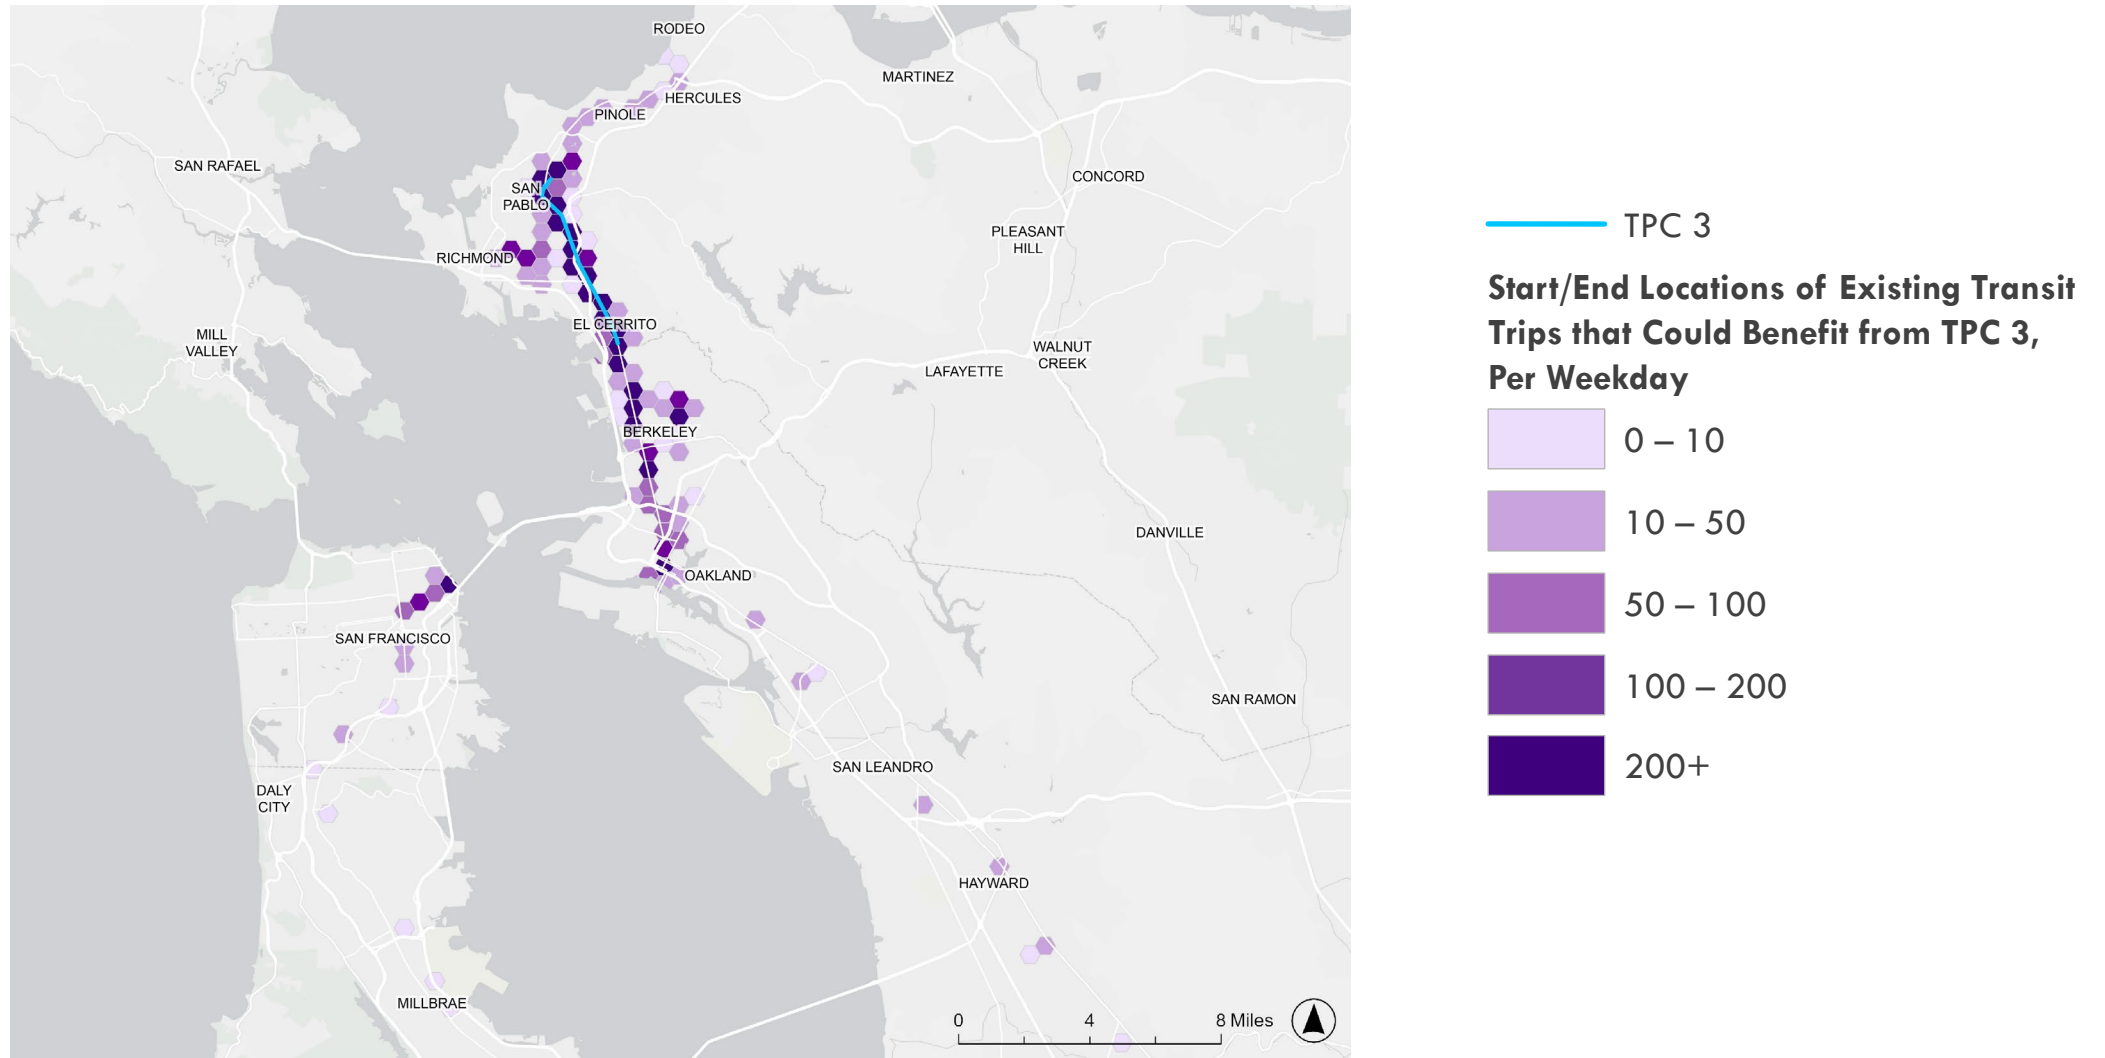 RODEO
MARTINEZ
HERCULES
PINOLE
SAN RAFAEL
CONCORD
SAN
PABLO
PLEASANT
HILL
RICHMOND
EL CERRITO
MILL
VALLEY
WALNUT
CREEK
LAFAYETTE
BERKELEY
DANVILLE
OAKLAND
SAN FRANCISCO
SAN RAMON
SAN LEANDRO
DALY
CITY
HAYWARD
MILLBRAE
0 4 8 Miles
TPC 3
Start/End Locations of Existing Transit
Trips that Could Benefit from TPC 3,
Per Weekday
0 – 10
10 – 50
50 – 100
100 – 200
200+